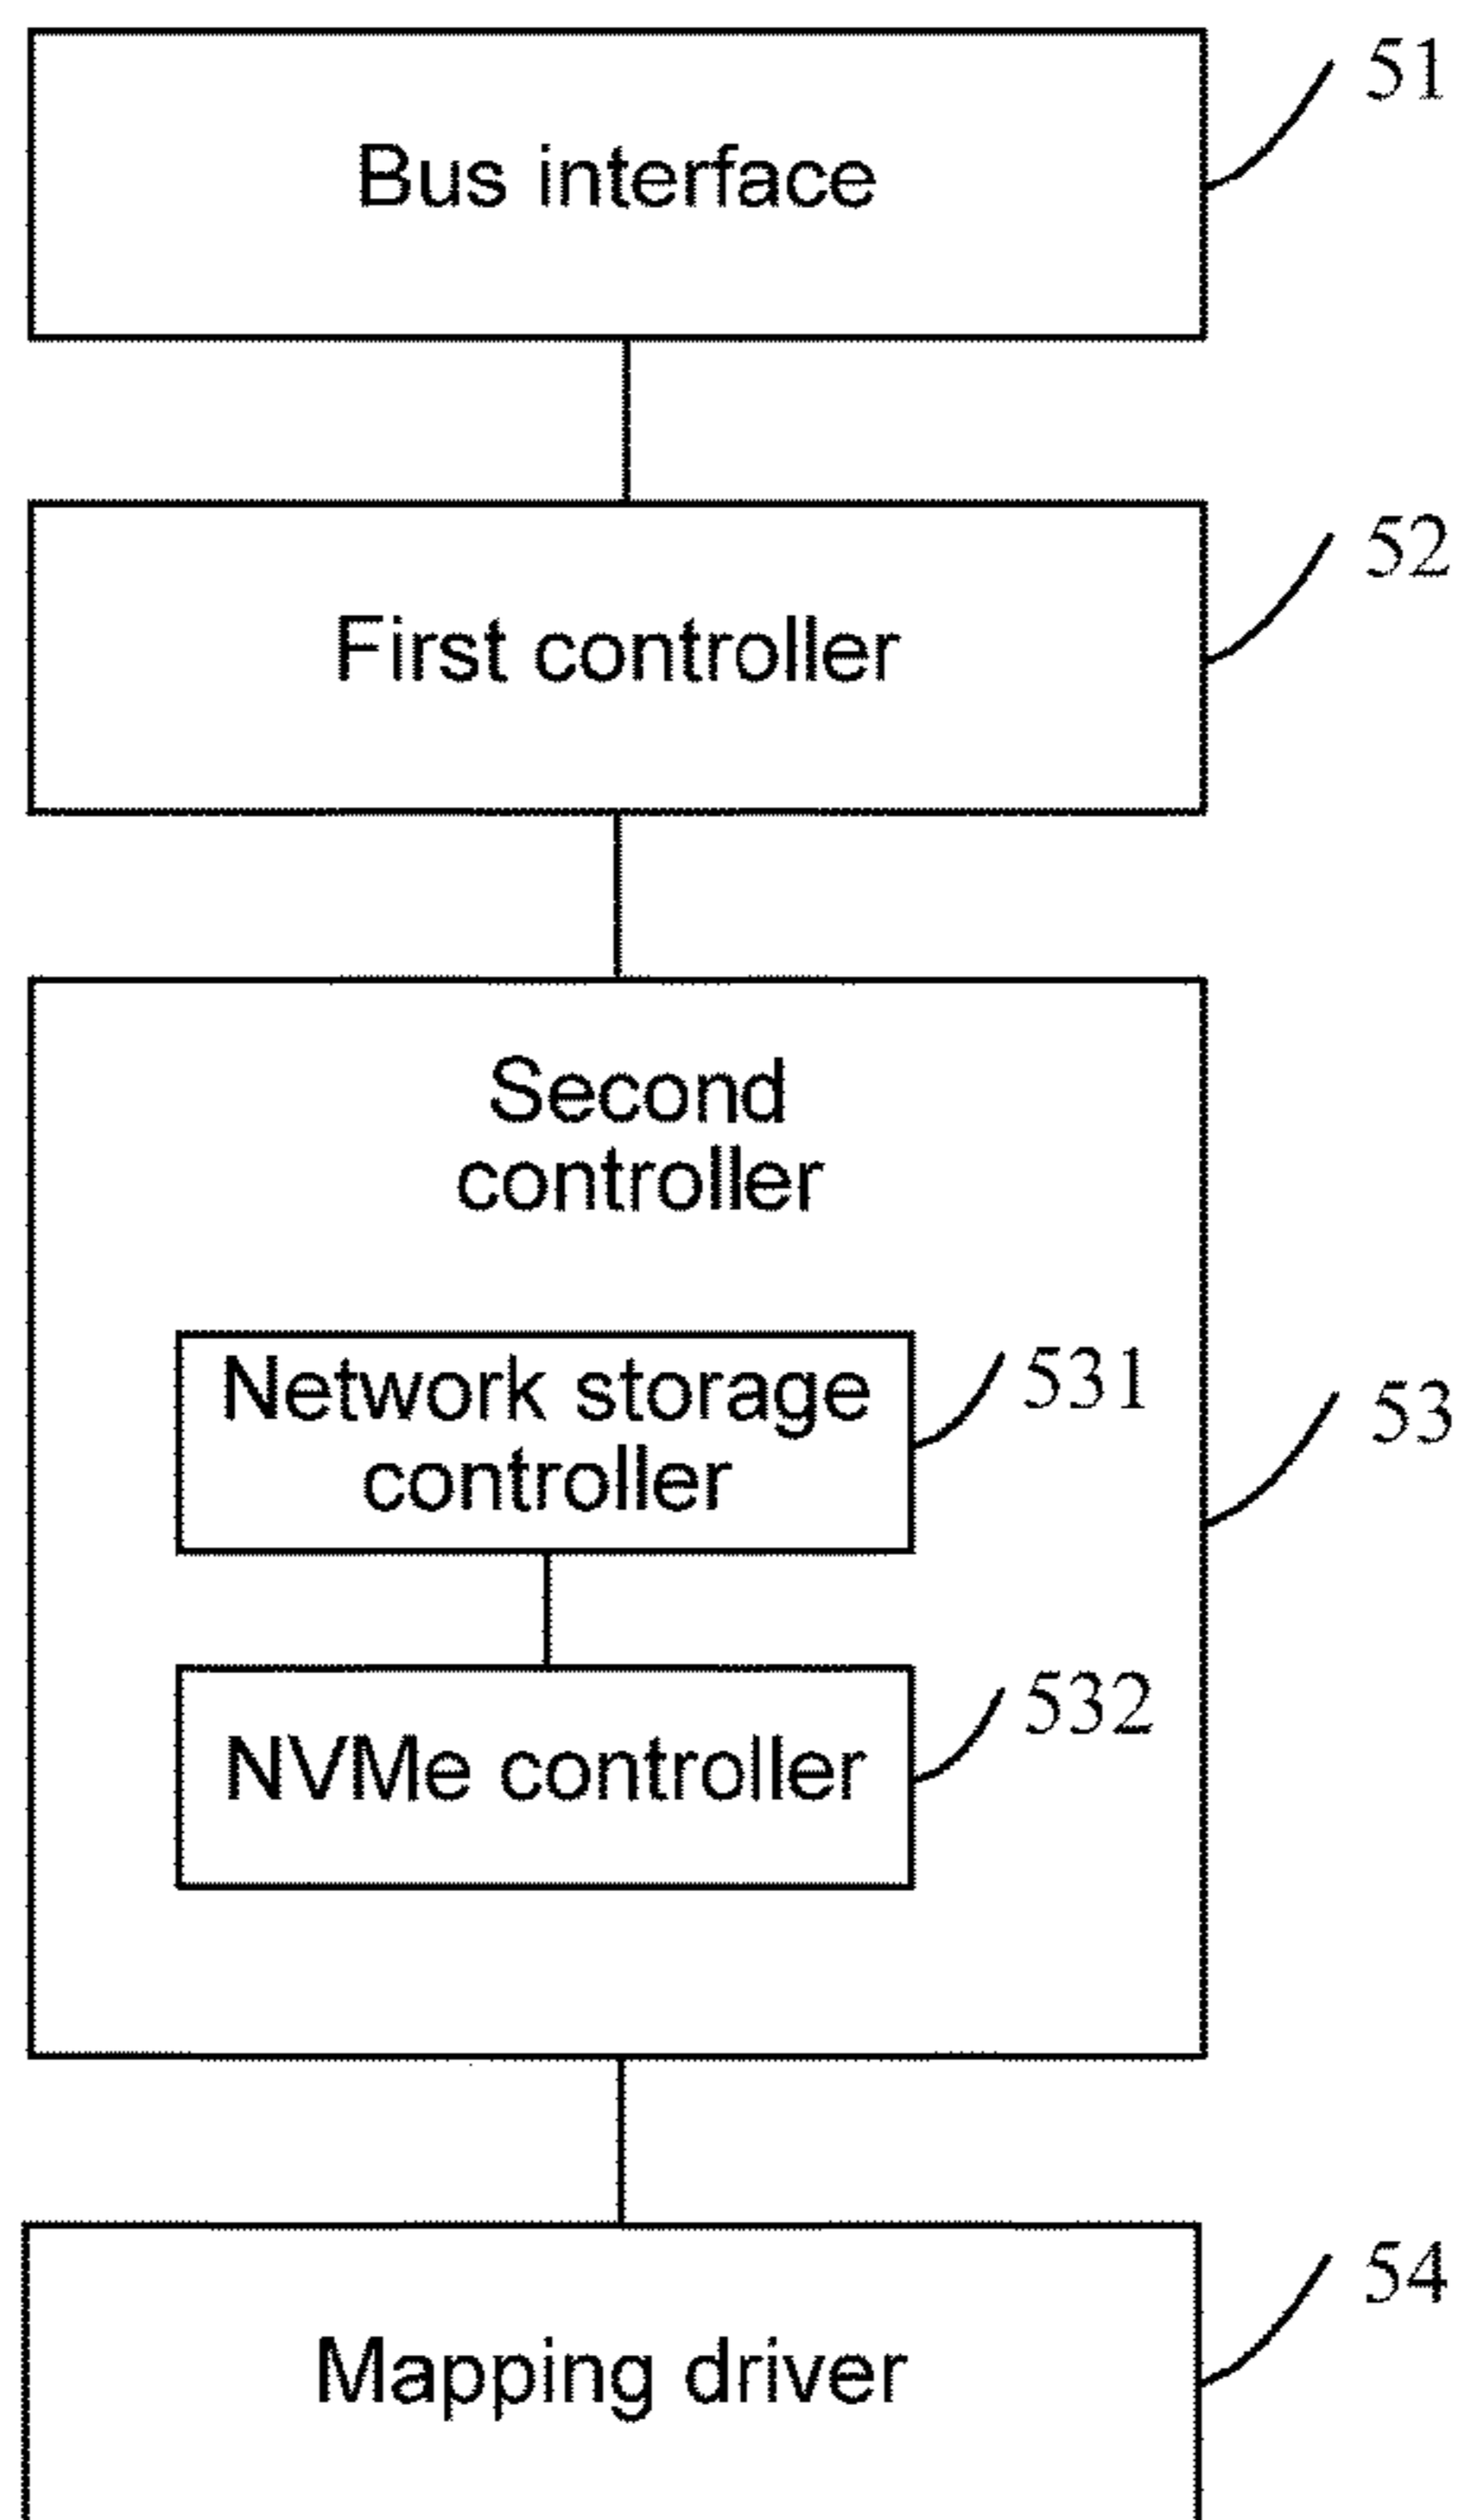 51
Bus interface
52
First controller
Second
controller
Network storage
controller
531
53
NVMe controller
532
54
Mapping driver